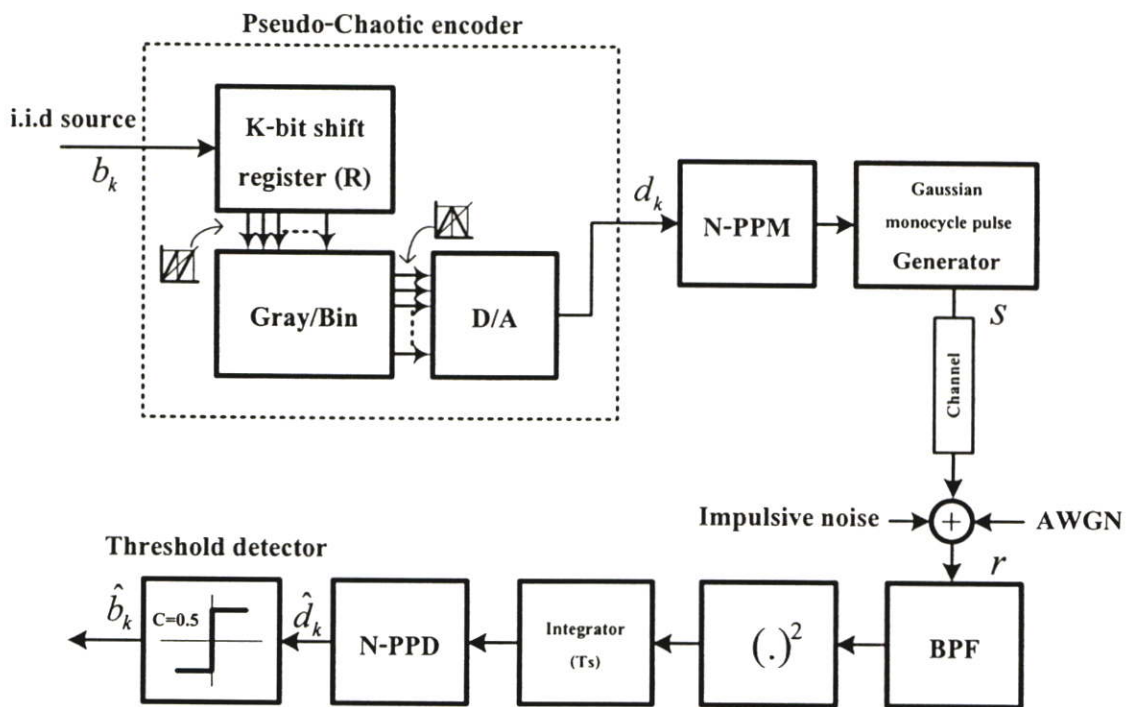 Pseudo-Chaotic encoder
i.i.d source
b_k
K-bit shift
register (R)
Gray/Bin
D/A
d_k
N-PPM
Gaussian
monocycle pulse
Generator
S
Channel
Impulsive noise
+
AWGN
r
Threshold detector
b̂_k
C=0.5
d̂_k
N-PPD
Integrator
(Ts)
(.)²
BPF